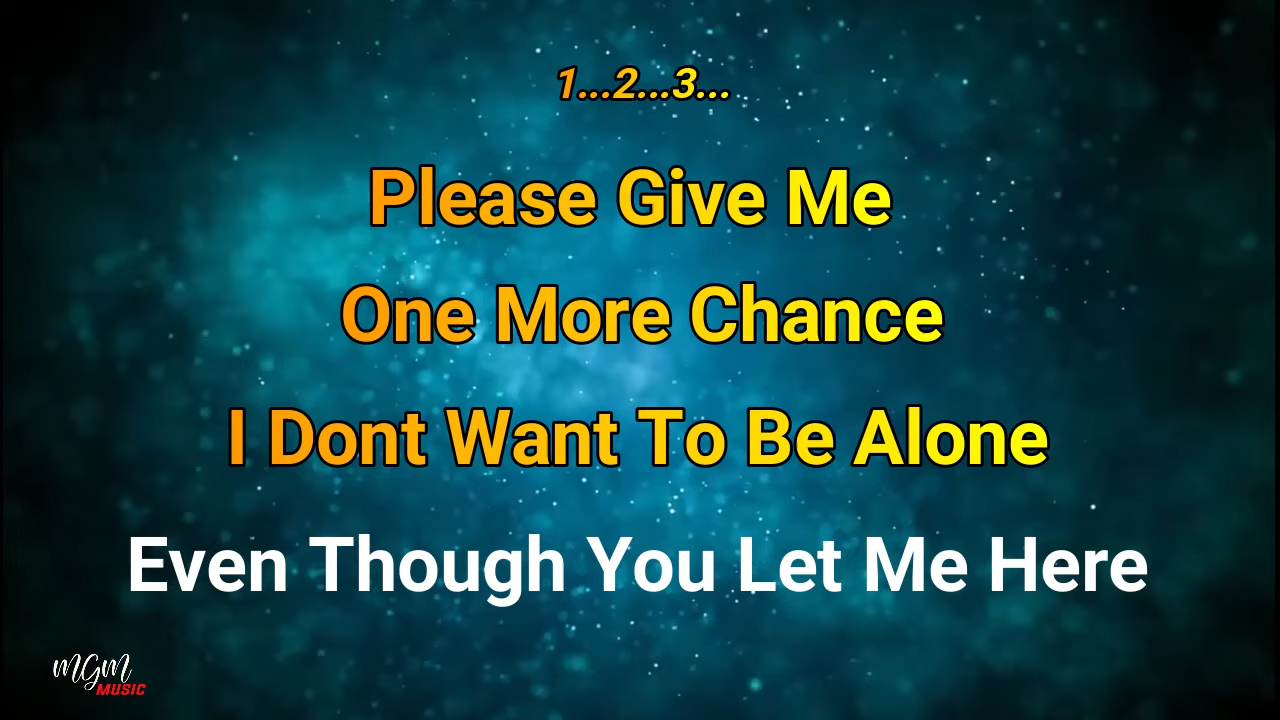 1...2...3...
Please Give Me
One More Chance
I Dont Want To Be Alone
Even Though You Let Me Here
MGM
MUSIC